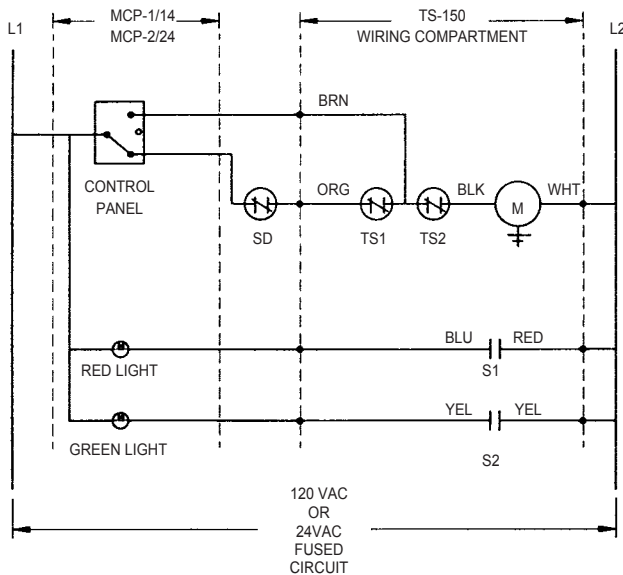 MCP-1/14
MCP-2/24
TS-150
WIRING COMPARTMENT
L1
L2
BRN
CONTROL
PANEL
ORG
BLK
WHT
M
SD
TS1
TS2
BLU
RED
RED LIGHT
S1
YEL
YEL
GREEN LIGHT
S2
120 VAC
OR
24VAC
FUSED
CIRCUIT